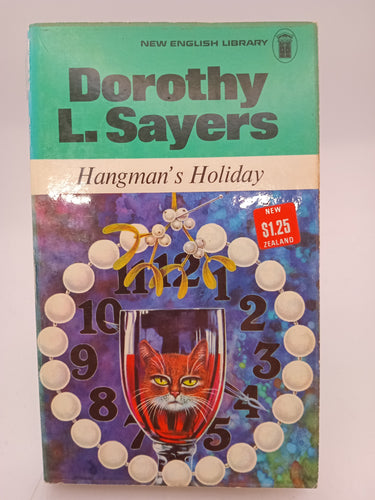 NEW ENGLISH LIBRARY
Dorothy
L. Sayers
Hangman's Holiday
NEW
$1.25
ZEALAND
11 12 1
10 2
9 3
8 4
7 5